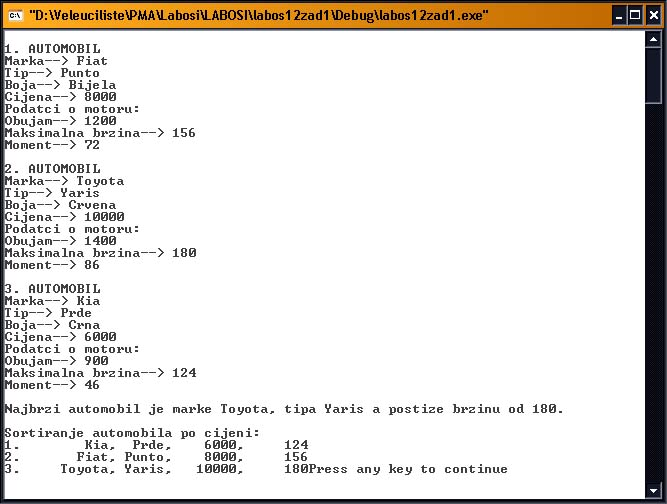 "D:\Veleuciliste\PMA\Labosi\LABOSI\labos12zad1\Debug\labos12zad1.exe"
1. AUTOMOBIL
Marka--> Fiat
Tip--> Punto
Boja--> Bijela
Cijena--> 8000
Podatci o motoru:
Obujam--> 1200
Maksimalna brzina--> 156
Moment--> 72
2. AUTOMOBIL
Marka--> Toyota
Tip--> Yaris
Boja--> Crvena
Cijena--> 10000
Podatci o motoru:
Obujam--> 1400
Maksimalna brzina--> 180
Moment--> 86
3. AUTOMOBIL
Marka--> Kia
Tip--> Prde
Boja--> Crna
Cijena--> 6000
Podatci o motoru:
Obujam--> 900
Maksimalna brzina--> 124
Moment--> 46
Najbrzi automobil je marke Toyota, tipa Yaris a postize brzinu od 180.
Sortiranje automobila po cijeni:
1. Kia, Prde, 6000, 124
2. Fiat, Punto, 8000, 156
3. Toyota, Yaris, 10000, 180Press any key to continue